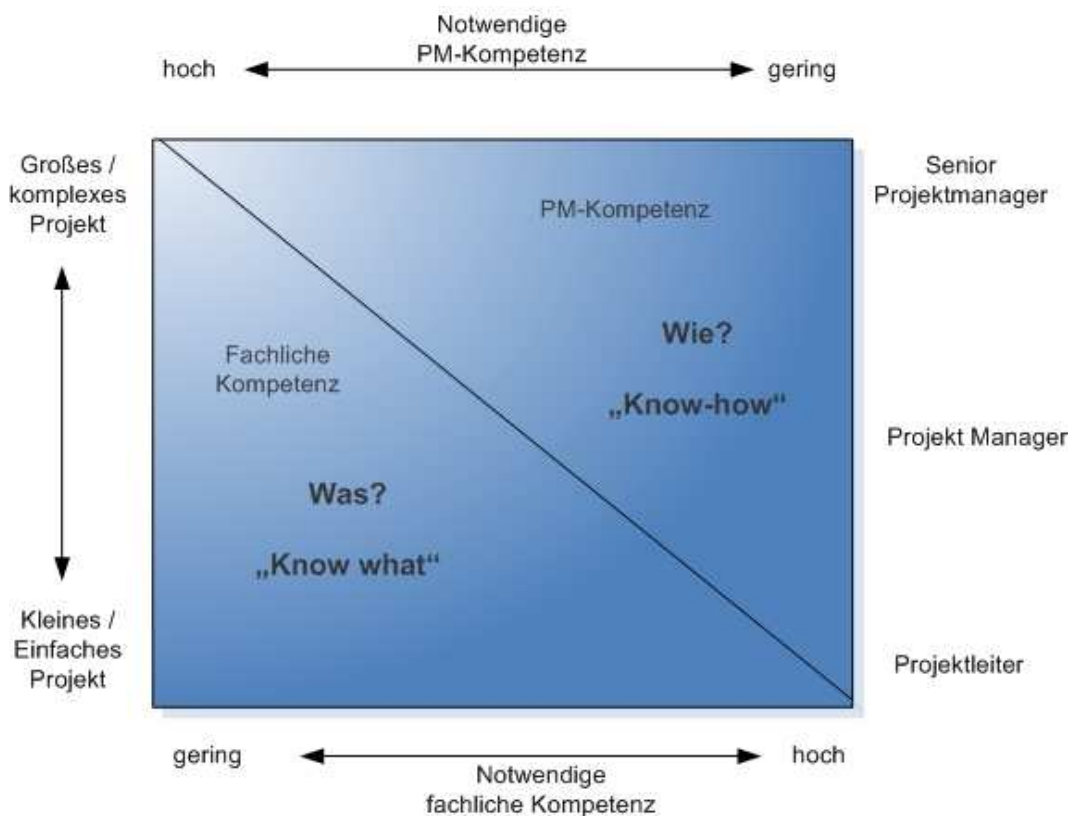 Notwendige
PM-Kompetenz
hoch
gering
Großes /
komplexes
Projekt
Senior
Projektmanager
PM-Kompetenz
Wie?
„Know-how“
Fachliche
Kompetenz
Projekt Manager
Was?
„Know what“
Kleines /
Einfaches
Projekt
Projektleiter
gering
hoch
Notwendige
fachliche Kompetenz